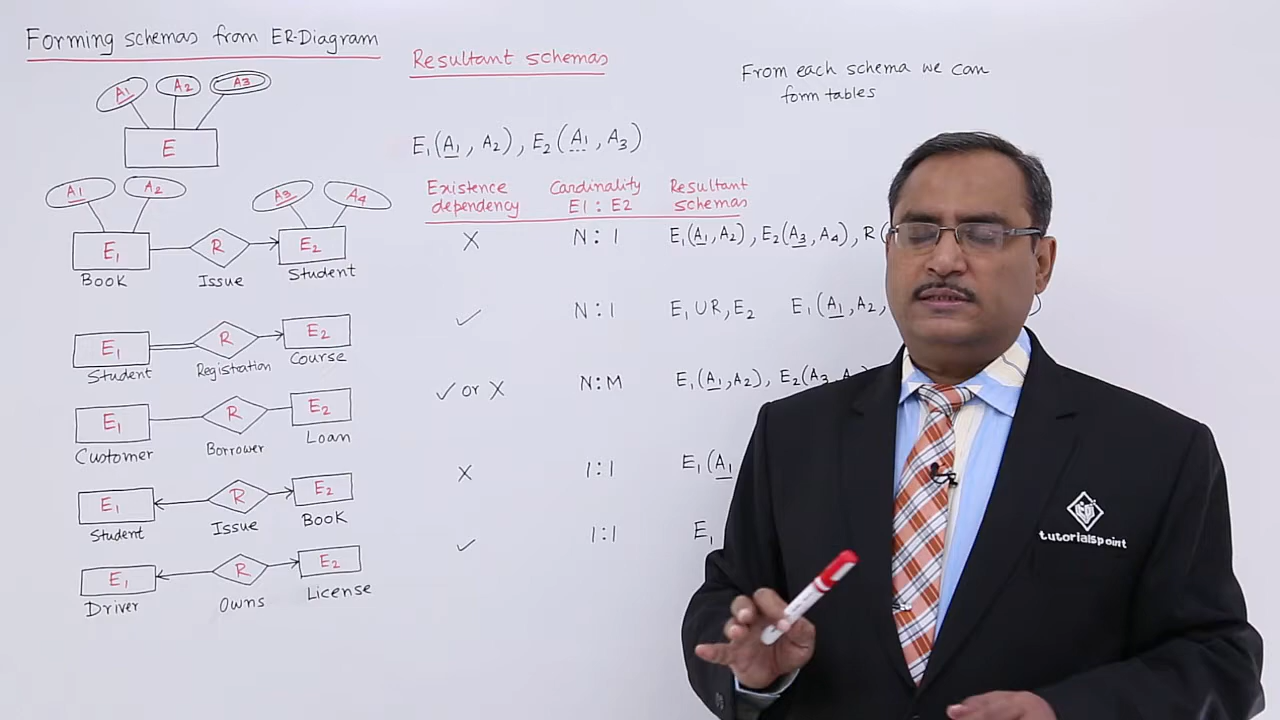 Forming schemas from ER-Diagram
Resultant schemas
From each schema we can
form tables
A1 A2 A3
E
E1(A1, A2), E2(A1, A3)
Existence dependency
Cardinality E1 : E2
Resultant schemas
A1 A2 A3 A4
E1 R E2
Book Issue Student
X N : 1 E1(A1, A2), E2(A3, A4), R(
E1 R E2
Student Registration Course
✓ N : 1 E1 U R, E2 E1(A1, A2,
)
E1 R E2
Customer Borrower Loan
✓ or X N : M E1(A1, A2), E2(A3,
E1 R E2
Student Issue Book
X 1 : 1 E1(A1
E1 R E2
Driver Owns License
✓ 1 : 1 E1
tutorialspoint